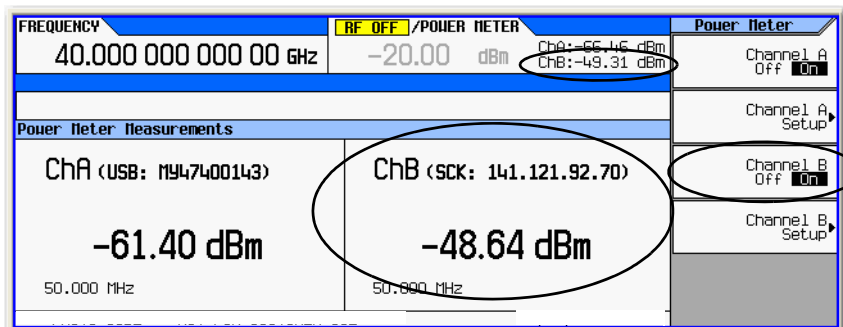 FREQUENCY
40.000 000 000 00 GHz
RF OFF /POWER METER
-20.00 dBm
ChA:-66.46 dBm
ChB:-49.31 dBm
Power Meter Measurements
ChA (USB: MY47400143)
-61.40 dBm
50.000 MHz
ChB (SCK: 141.121.92.70)
-48.64 dBm
50.000 MHz
Power Meter
Channel A
Off On
Channel A
Setup
Channel B
Off On
Channel B
Setup